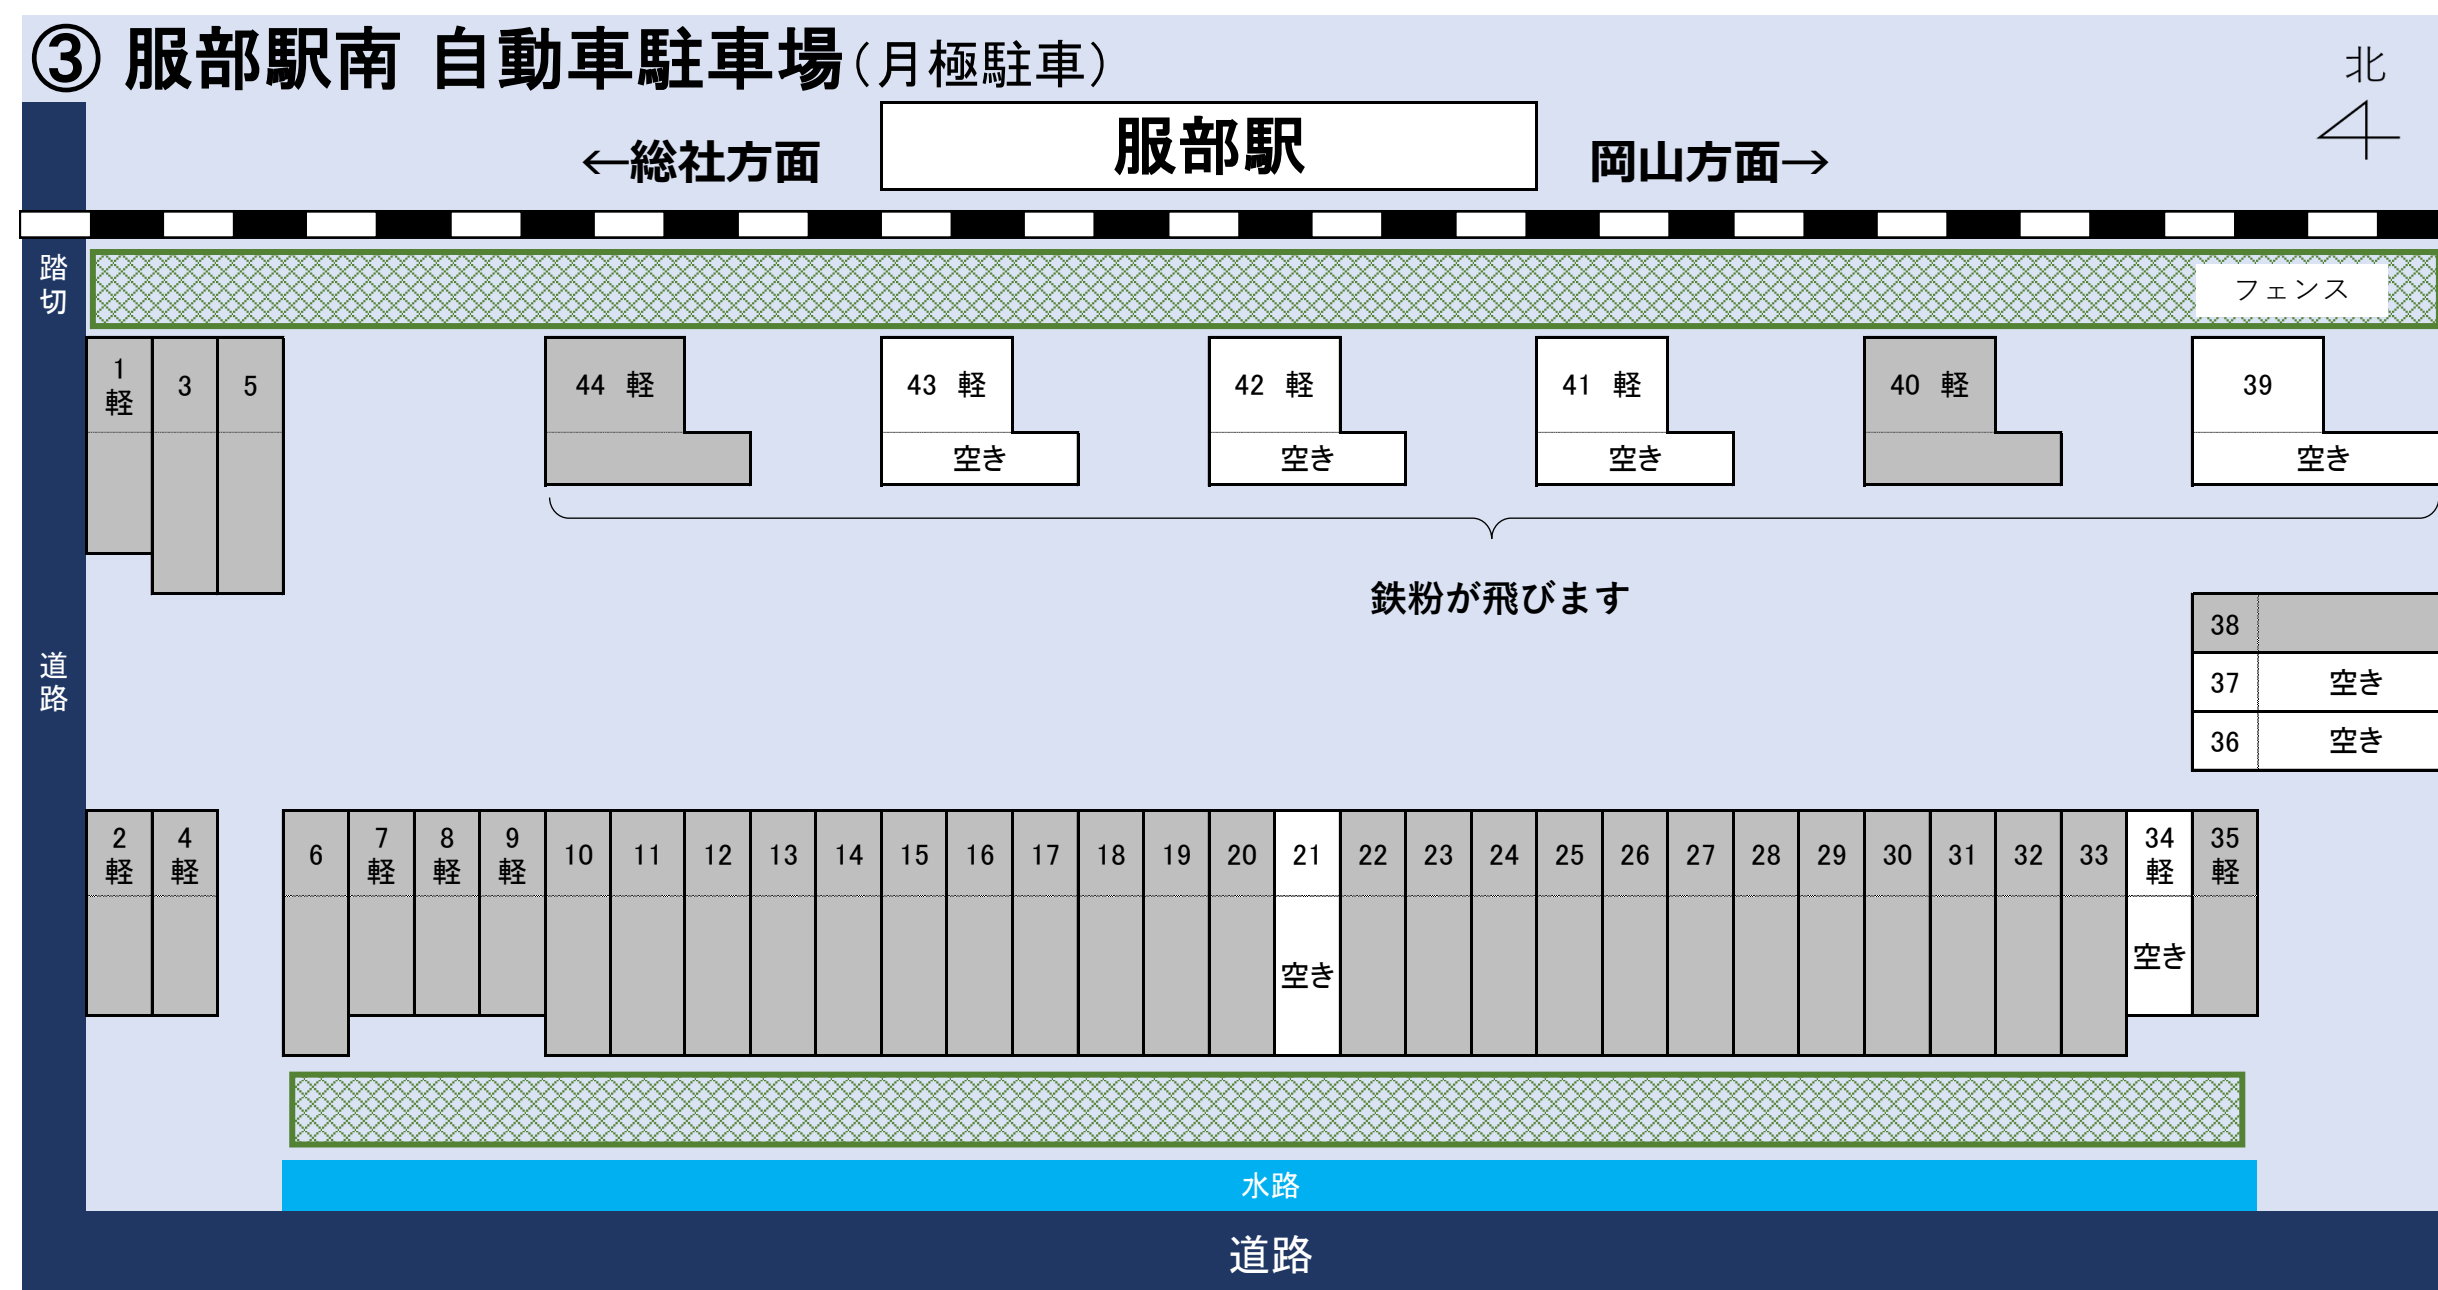 ③ 服部駅南 自動車駐車場(月極駐車)
北
←総社方面
服部駅
岡山方面→
踏切
フェンス
1 軽
3
5
44 軽
43 軽
42 軽
41 軽
40 軽
39
空き
空き
空き
空き
鉄粉が飛びます
38
道路
37 空き
36 空き
2 軽
4 軽
6
7 軽
8 軽
9 軽
10
11
12
13
14
15
16
17
18
19
20
21
22
23
24
25
26
27
28
29
30
31
32
33
34 軽
35 軽
空き
空き
水路
道路